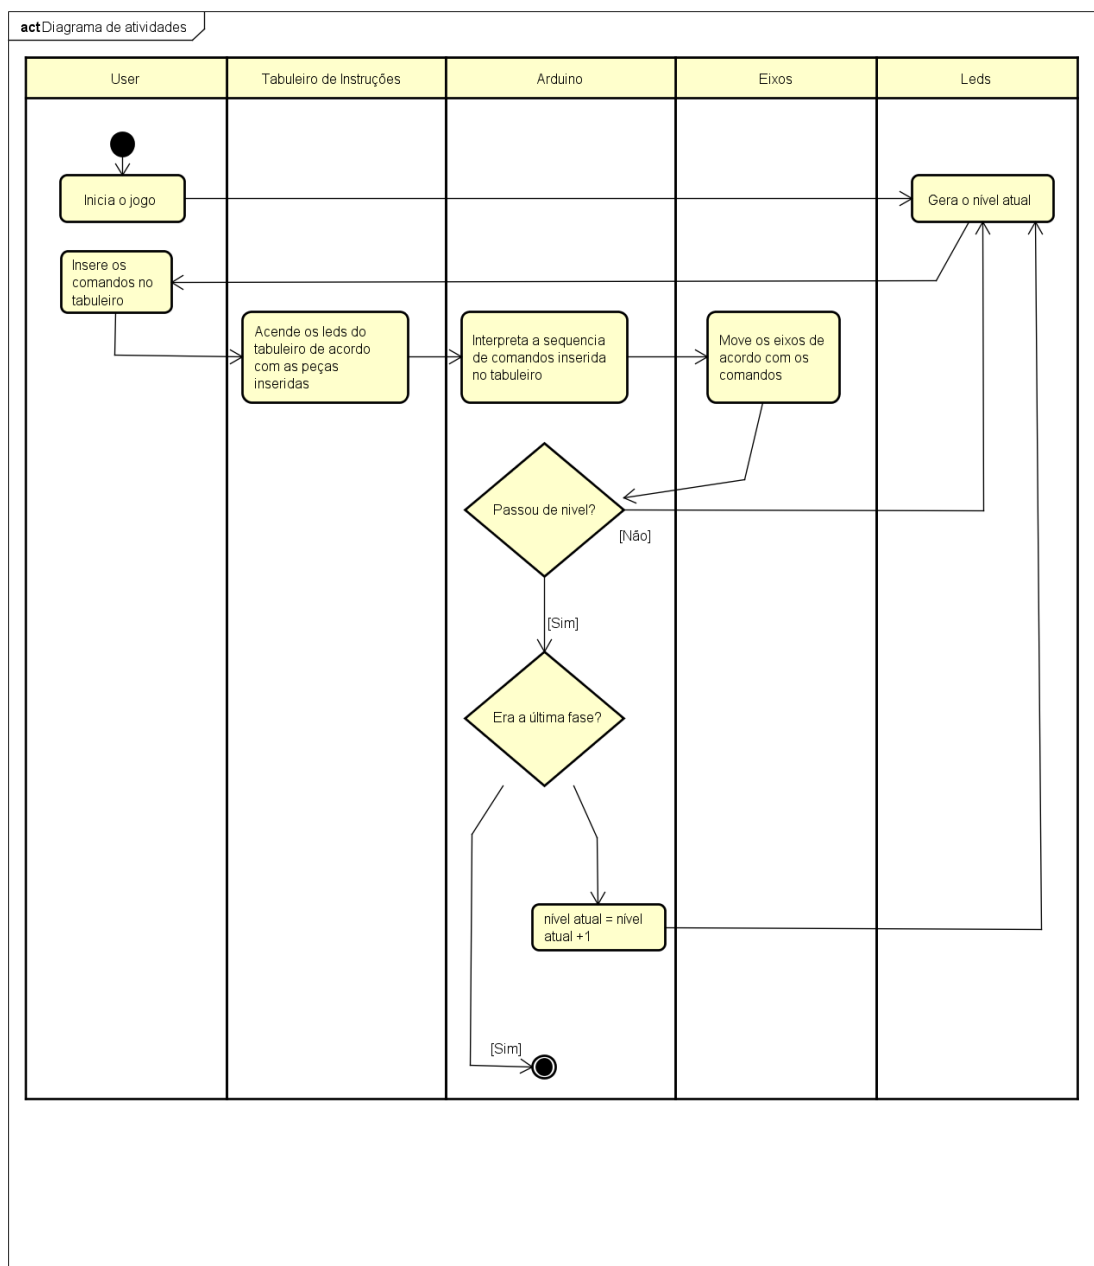 act Diagrama de atividades
User
Tabuleiro de Instruções
Arduino
Eixos
Leds
Inicia o jogo
Gera o nível atual
Insere os
comandos no
tabuleiro
Acende os leds do
tabuleiro de acordo
com as peças
inseridas
Interpreta a sequencia
de comandos inserida
no tabuleiro
Move os eixos de
acordo com os
comandos
Passou de nivel?
[Não]
[Sim]
Era a última fase?
nível atual = nível
atual +1
[Sim]